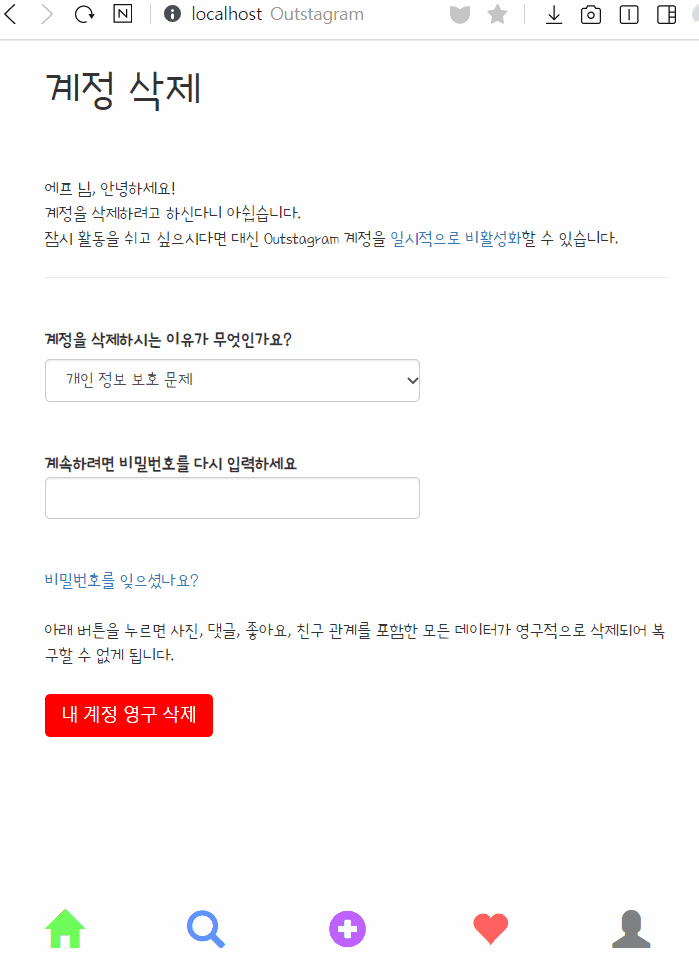 N localhost Outstagram
계정 삭제
에프 님, 안녕하세요!
계정을 삭제하려고 하신다니 아쉽습니다.
잠시 활동을 쉬고 싶으시다면 대신 Outstagram 계정을 일시적으로 비활성화할 수 있습니다.
계정을 삭제하시는 이유가 무엇인가요?
개인 정보 보호 문제
계속하려면 비밀번호를 다시 입력하세요
비밀번호를 잊으셨나요?
아래 버튼을 누르면 사진, 댓글, 좋아요, 친구 관계를 포함한 모든 데이터가 영구적으로 삭제되어 복
구할 수 없게 됩니다.
내 계정 영구 삭제